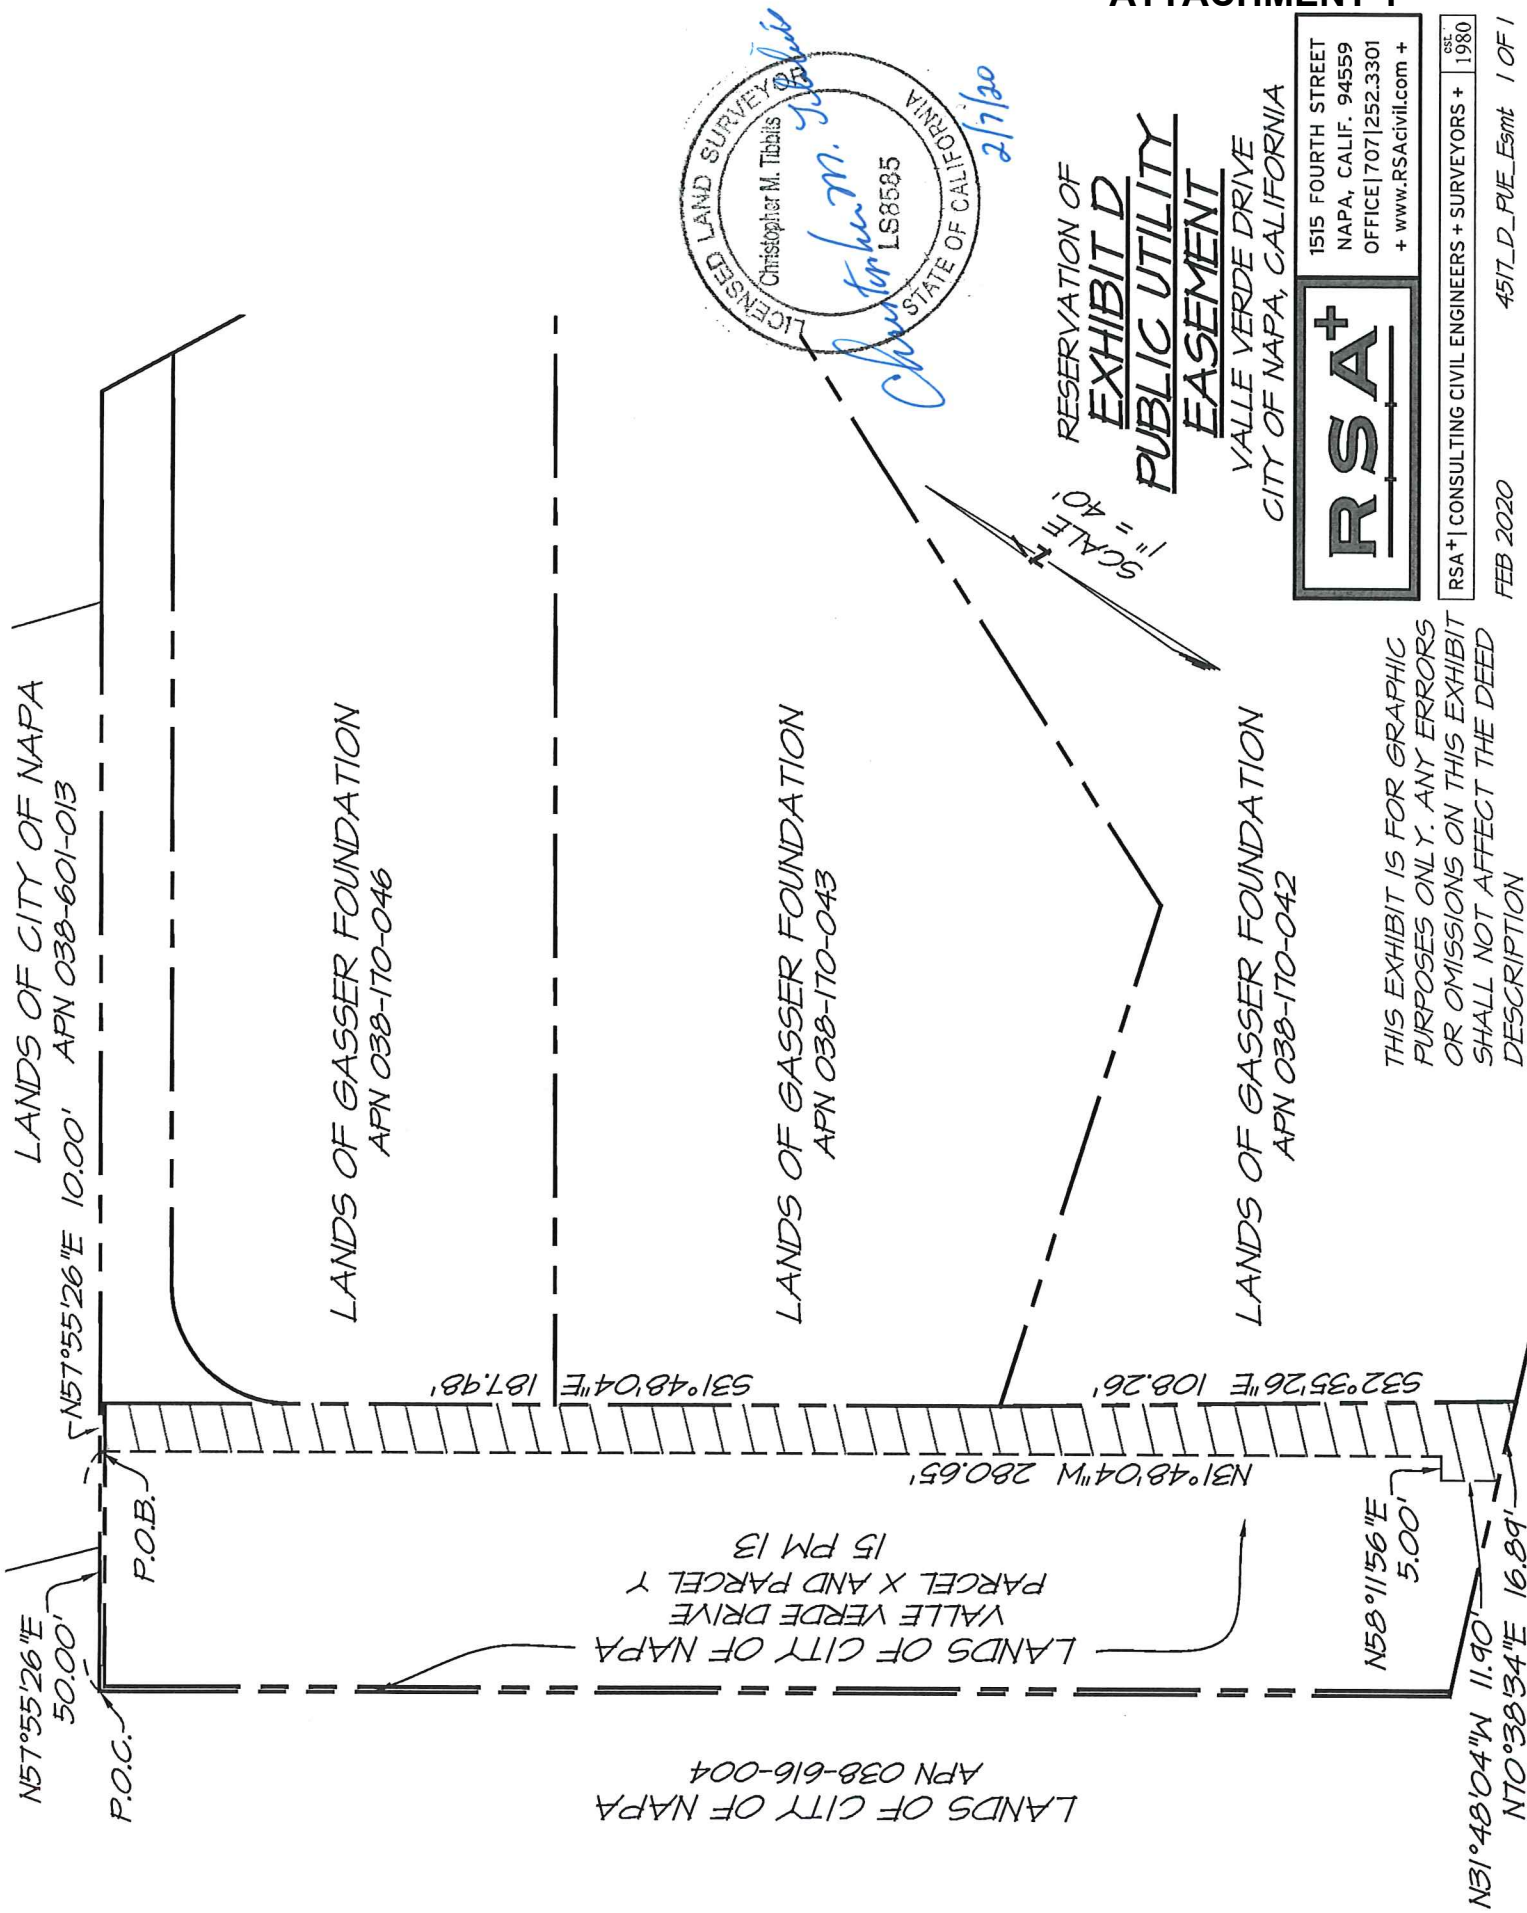 LANDS OF CITY OF NAPA
APN 038-601-013
N57°55'26"E 10.00'
N57°55'26"E
50.00'
P.O.C.
P.O.B.
LANDS OF GASSER FOUNDATION
APN 038-170-046
S31°48'04"E 187.98'
LANDS OF GASSER FOUNDATION
APN 038-170-043
LANDS OF GASSER FOUNDATION
APN 038-170-042
S32°35'26"E 108.26'
N31°48'04"W 280.65'
LANDS OF CITY OF NAPA
VALLE VERDE DRIVE
PARCEL X AND PARCEL Y
15 PM 13
LANDS OF CITY OF NAPA
APN 038-616-004
N58°11'56"E
5.00'
N31°48'04"W 11.90'
N70°38'34"E 16.89'
LICENSED LAND SURVEYOR
Christopher M. Tibbits
Christopher M. Tibbits
LS8585
STATE OF CALIFORNIA
2/7/20
SCALE
1" = 40'
Z
RESERVATION OF
EXHIBIT D
PUBLIC UTILITY
EASEMENT
VALLE VERDE DRIVE
CITY OF NAPA, CALIFORNIA
THIS EXHIBIT IS FOR GRAPHIC
PURPOSES ONLY. ANY ERRORS
OR OMISSIONS ON THIS EXHIBIT
SHALL NOT AFFECT THE DEED
DESCRIPTION
RSA+
1515 FOURTH STREET
NAPA, CALIF. 94559
OFFICE|707|252.3301
+ www.RSAcivil.com +
RSA+ | CONSULTING CIVIL ENGINEERS + SURVEYORS + est. 1980
FEB 2020 4517_D_PUE_Esmt 1 OF 1